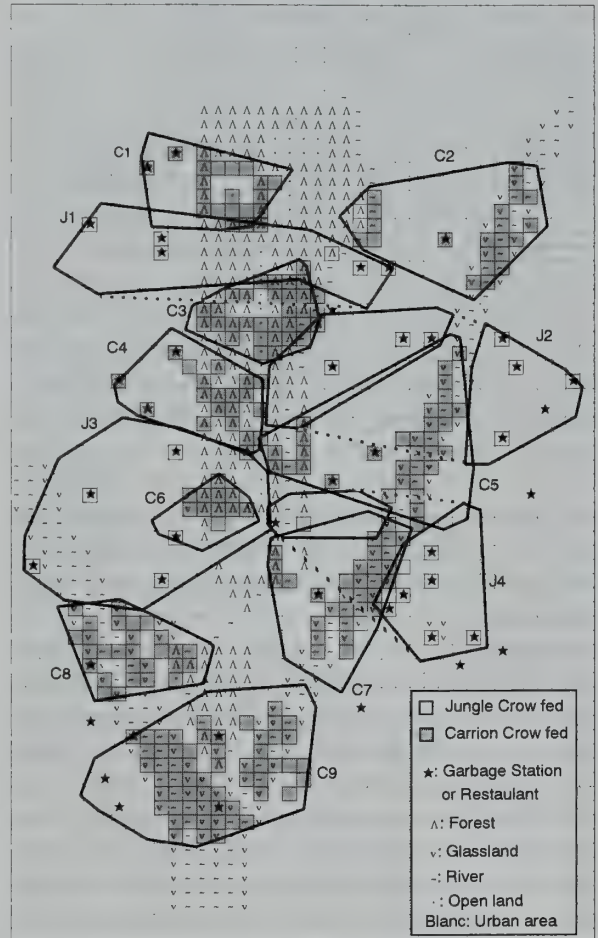 C1
C2
J1
C3
C4
J2
J3
C5
C6
J4
C8
C7
C9
Jungle Crow fed
Carrion Crow fed
★: Garbage Station
or Restaulant
Λ: Forest
v: Glassland
-: River
·: Open land
Blanc: Urban area